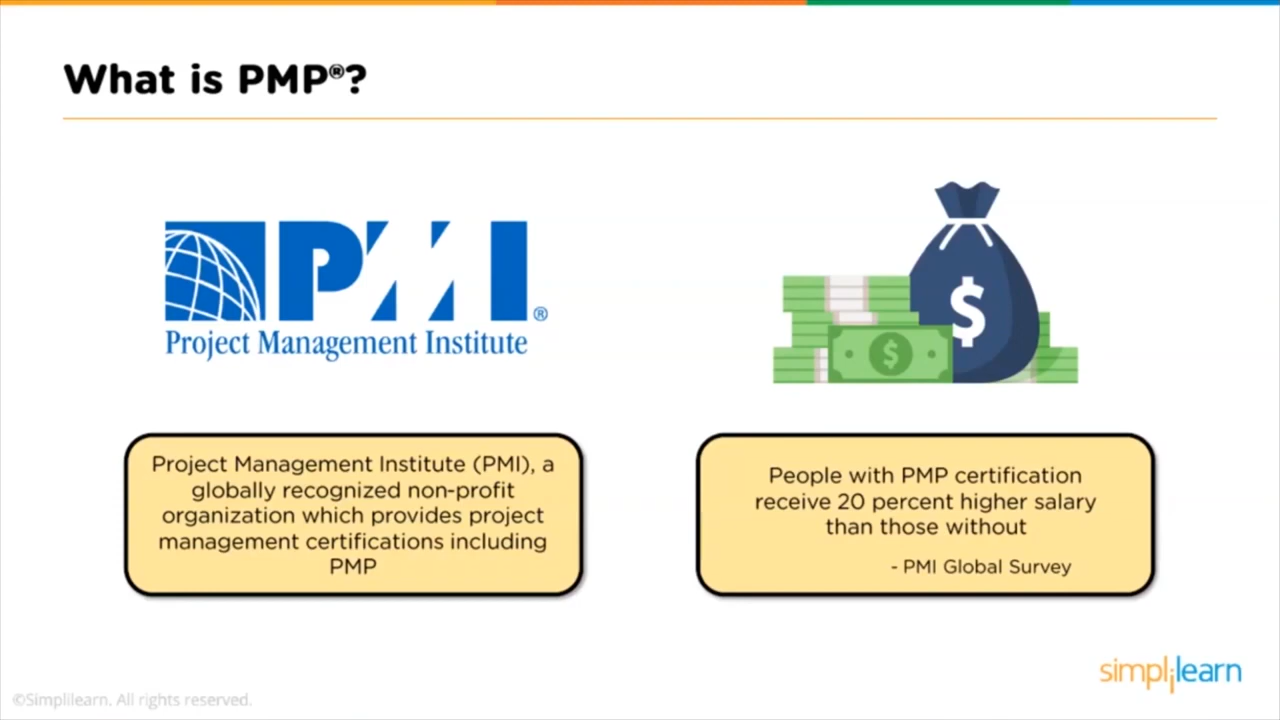 What is PMP®?
PMI®
Project Management Institute
$
$
Project Management Institute (PMI), a
globally recognized non-profit
organization which provides project
management certifications including
PMP
People with PMP certification
receive 20 percent higher salary
than those without
- PMI Global Survey
simplilearn
©Simplilearn. All rights reserved.